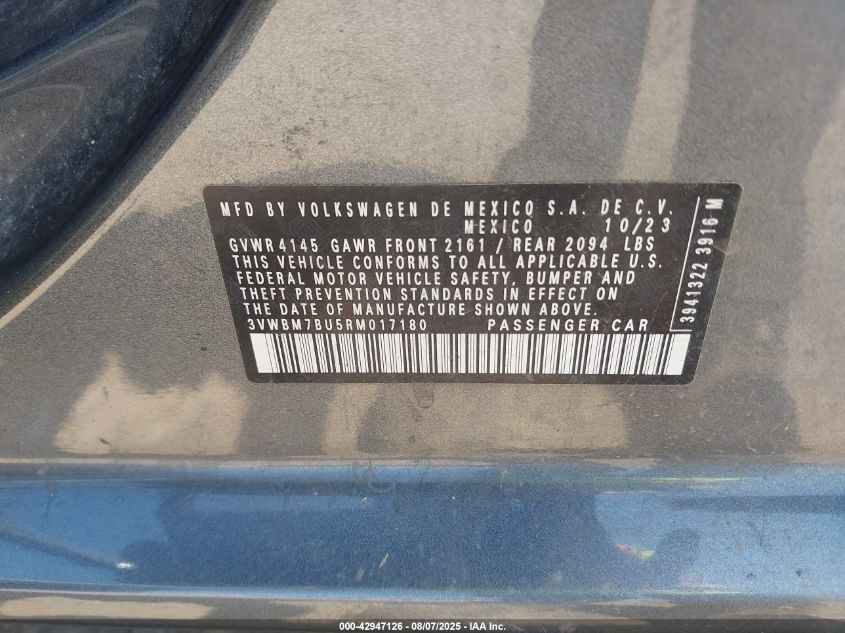 MFD BY VOLKSWAGEN DE MEXICO S.A. DE C.V.
MEXICO 10/23
GVWR 4145 GAWR FRONT 2161 / REAR 2094 LBS
THIS VEHICLE CONFORMS TO ALL APPLICABLE U.S.
FEDERAL MOTOR VEHICLE SAFETY, BUMPER AND
THEFT PREVENTION STANDARDS IN EFFECT ON
THE DATE OF MANUFACTURE SHOWN ABOVE.
3VWBM7BU5RM017180 PASSENGER CAR
3941322 3916 M
000-42947126 - 08/07/2025 - IAA Inc.